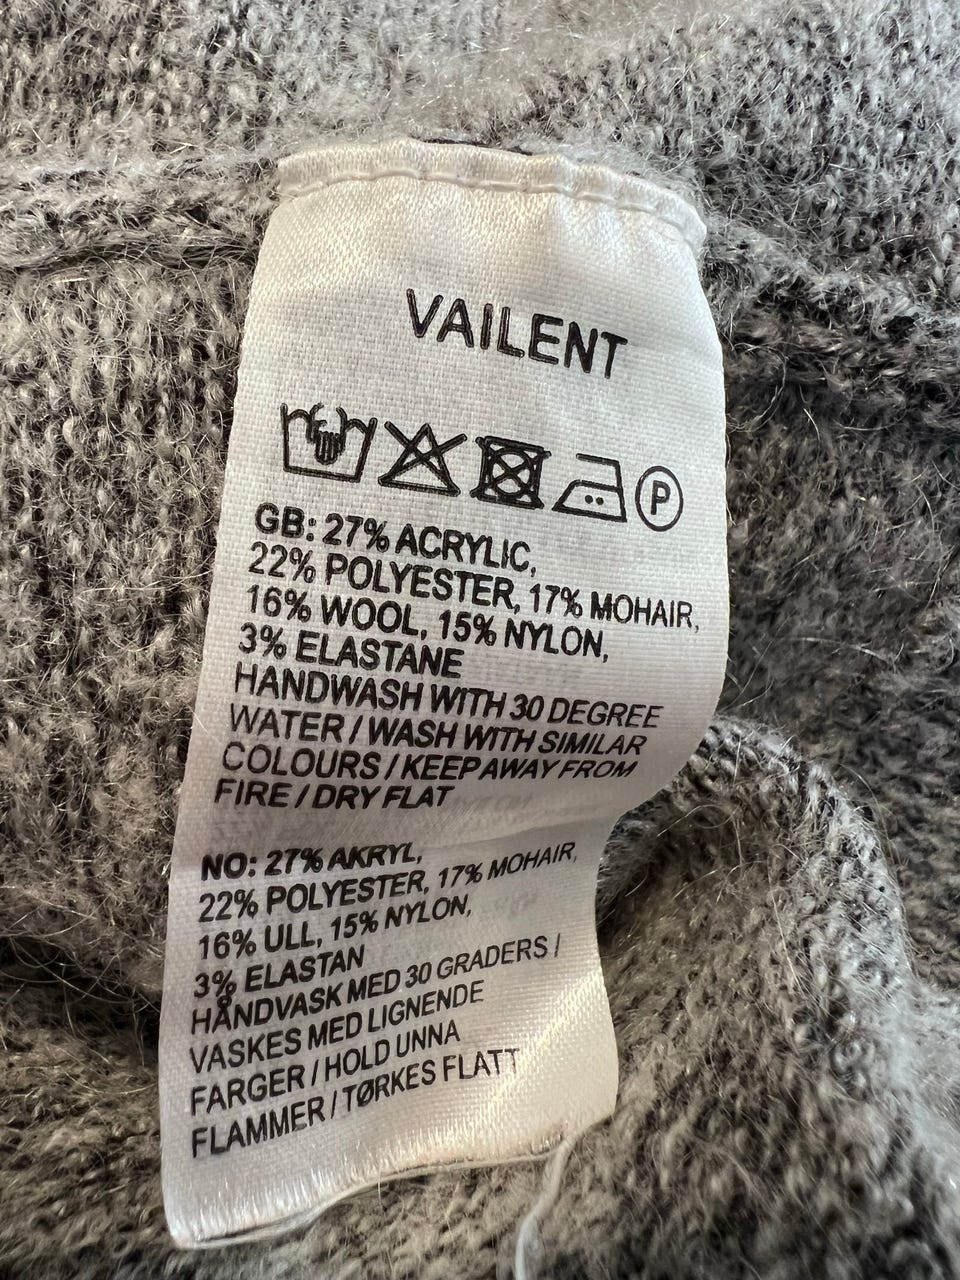 VAILENT
P
GB: 27% ACRYLIC,
22% POLYESTER, 17% MOHAIR,
16% WOOL, 15% NYLON,
3% ELASTANE
HANDWASH WITH 30 DEGREE
WATER / WASH WITH SIMILAR
COLOURS / KEEP AWAY FROM
FIRE / DRY FLAT
NO: 27% AKRYL,
22% POLYESTER, 17% MOHAIR,
16% ULL, 15% NYLON,
3% ELASTAN
HÅNDVASK MED 30 GRADERS /
VASKES MED LIGNENDE
FARGER / HOLD UNNA
FLAMMER / TØRKES FLATT